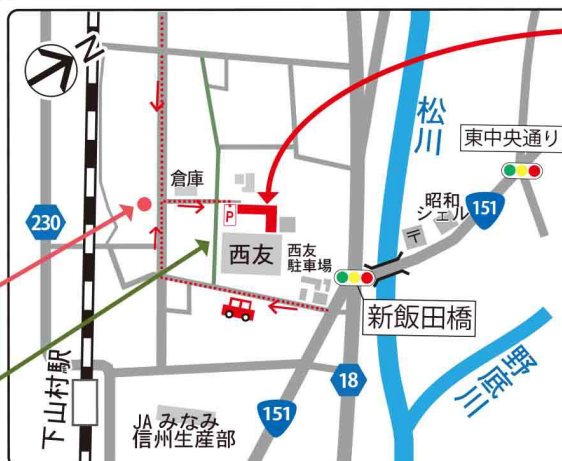 N
松川
東中央通り
倉庫
P
昭和
シェル
151
〒
230
西友
西友
駐車場
新飯田橋
18
野底川
下山村駅
JA みなみ
信州生産部
151